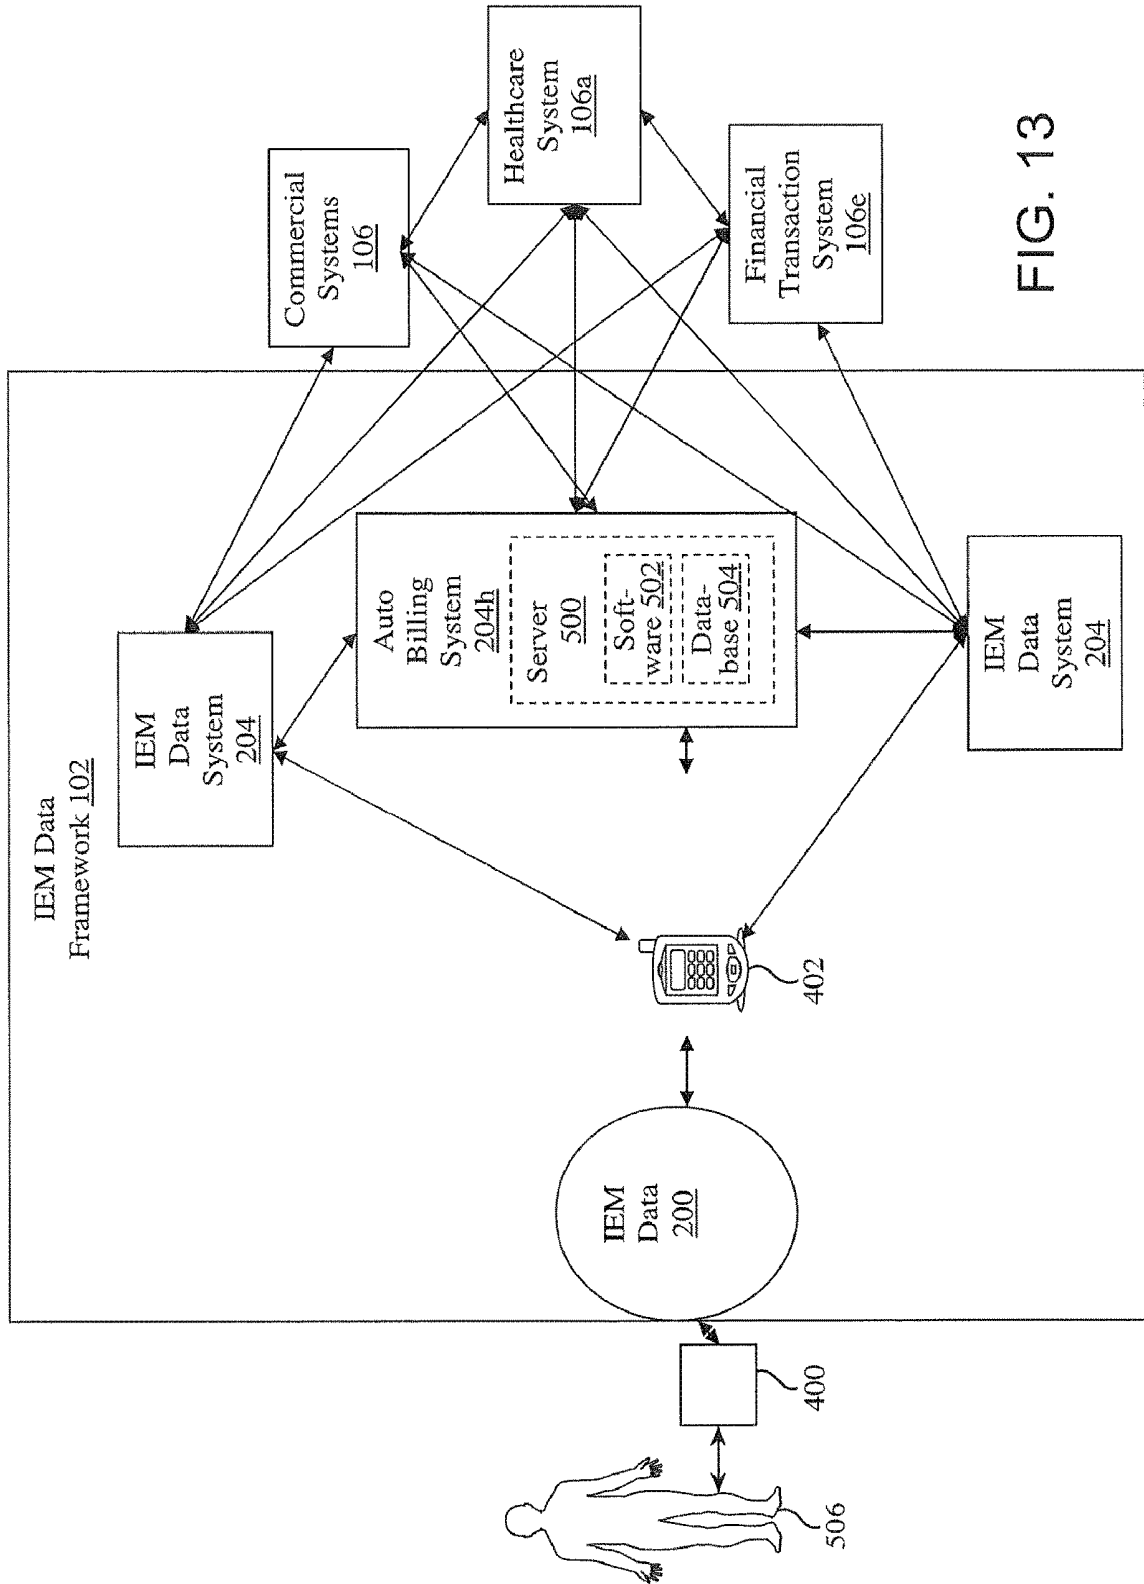 IEM Data
Framework 102
IEM
Data
System
204
Commercial
Systems
106
Auto
Billing
System
204h
Server
500
Soft-
ware 502
Data-
base 504
Healthcare
System
106a
IEM
Data
200
402
400
506
Financial
Transaction
System
106e
IEM
Data
System
204
FIG. 13